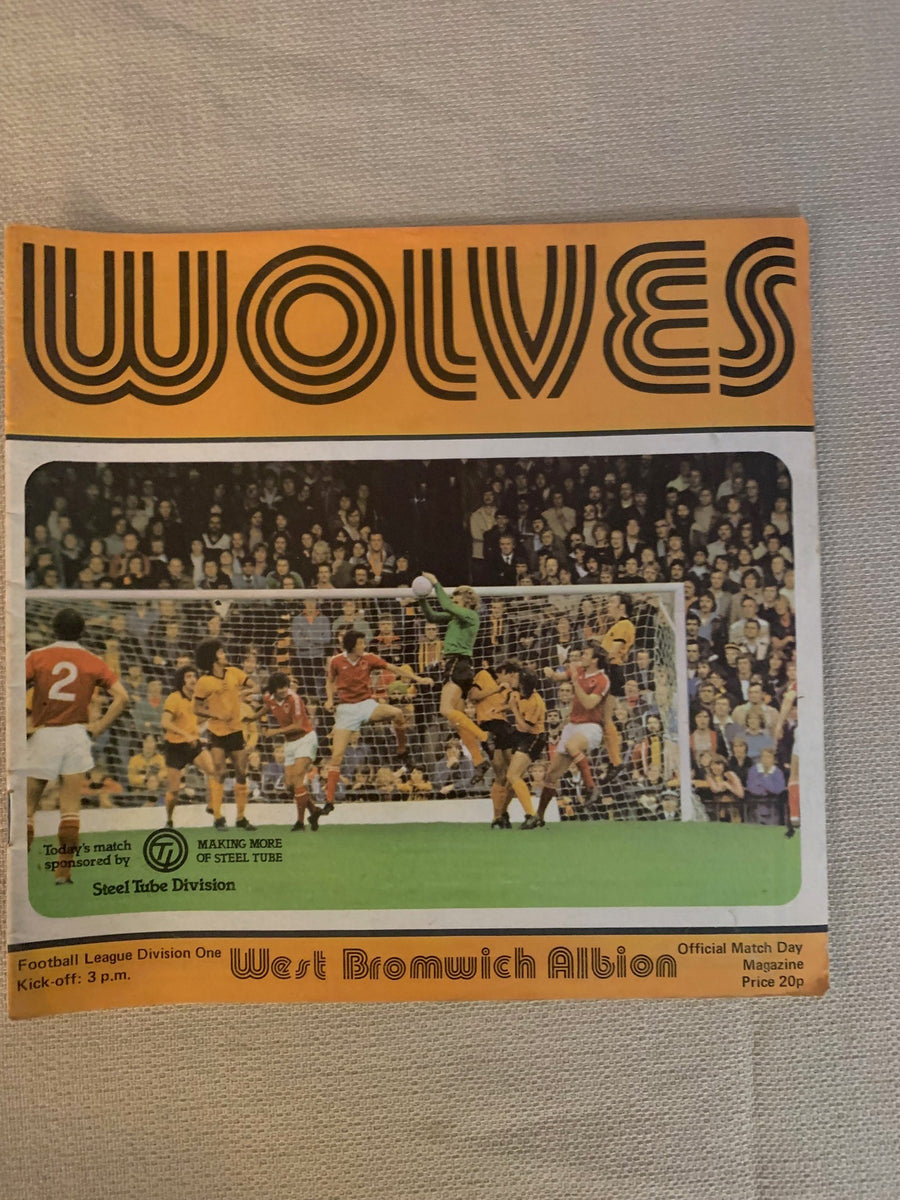 WOLVES
2
Today's match
sponsored by
TI
MAKING MORE
OF STEEL TUBE
Steel Tube Division
Football League Division One
Kick-off: 3 p.m.
West Bromwich Albion
Official Match Day
Magazine
Price 20p